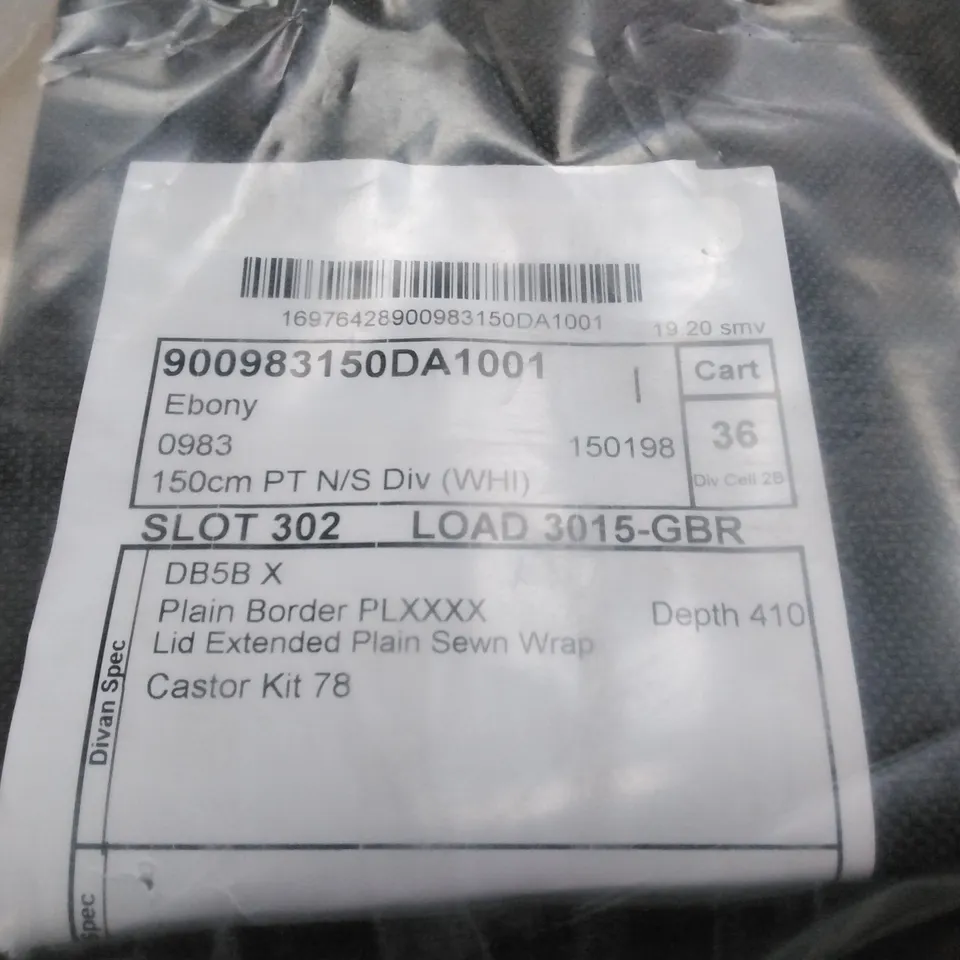 16976428900983150DA1001
19.20 smv
900983150DA1001
Cart
Ebony
36
0983 150198
150cm PT N/S Div (WHI)
Div Cell 2B
SLOT 302 LOAD 3015-GBR
DB5B X
Plain Border PLXXXX Depth 410
Lid Extended Plain Sewn Wrap
Castor Kit 78
Divan Spec
Spec